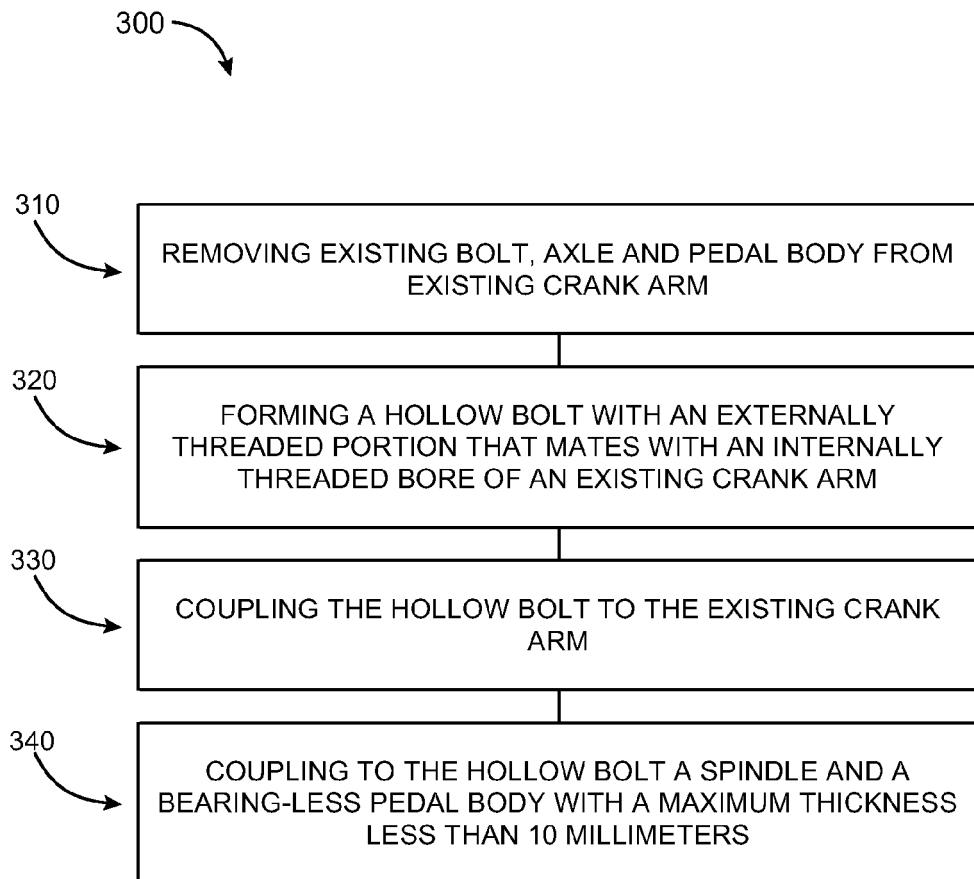 300
310
REMOVING EXISTING BOLT, AXLE AND PEDAL BODY FROM
EXISTING CRANK ARM
320
FORMING A HOLLOW BOLT WITH AN EXTERNALLY
THREADED PORTION THAT MATES WITH AN INTERNALLY
THREADED BORE OF AN EXISTING CRANK ARM
330
COUPLING THE HOLLOW BOLT TO THE EXISTING CRANK
ARM
340
COUPLING TO THE HOLLOW BOLT A SPINDLE AND A
BEARING-LESS PEDAL BODY WITH A MAXIMUM THICKNESS
LESS THAN 10 MILLIMETERS